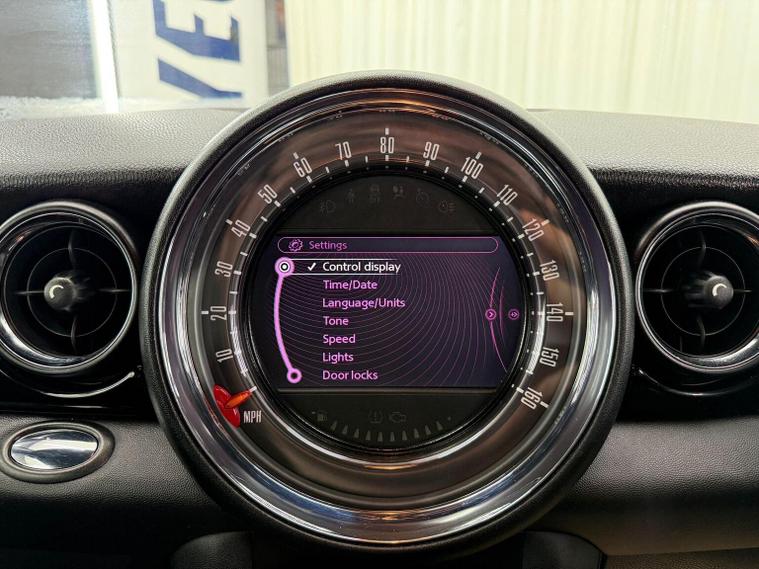 YEC
10
20
30
40
50
60
70
80
90
100
110
120
130
140
150
160
MPH
Settings
✓ Control display
Time/Date
Language/Units
Tone
Speed
Lights
Door locks